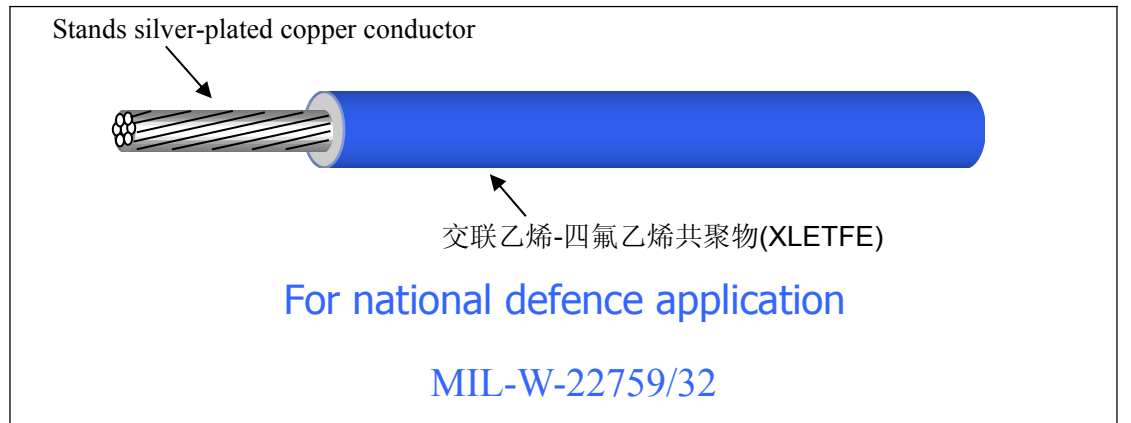 Stands silver-plated copper conductor
交联乙烯-四氟乙烯共聚物(XLETFE)
For national defence application
MIL-W-22759/32